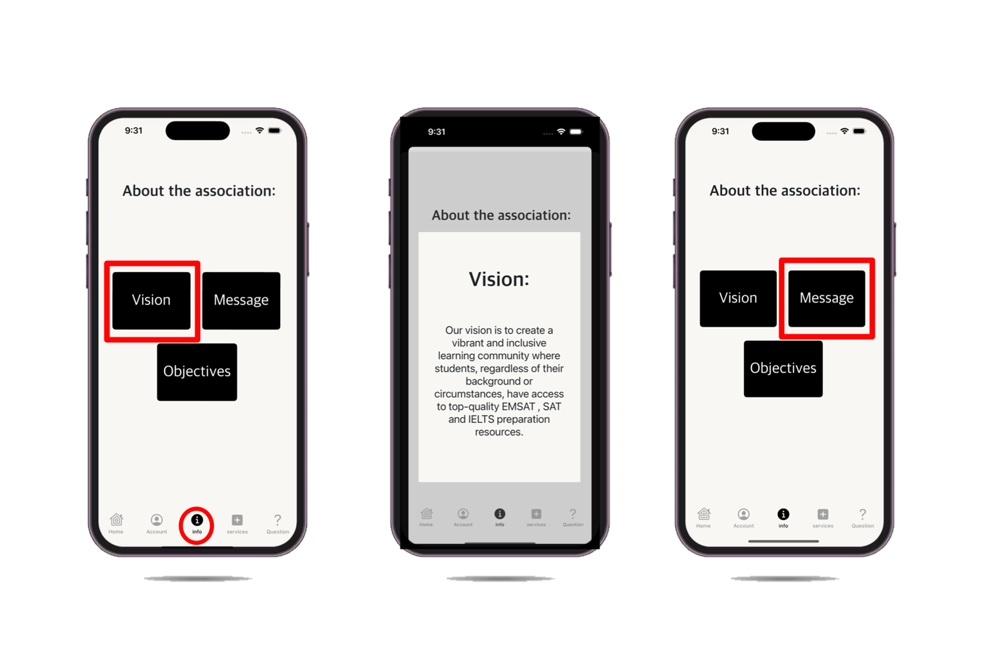 9:31
About the association:
Vision
Message
Objectives
Home
Account
info
services
Question
9:31
About the association:
Vision:
Our vision is to create a
vibrant and inclusive
learning community where
students, regardless of their
background or
circumstances, have access
to top-quality EMSAT , SAT
and IELTS preparation
resources.
Home
Account
info
services
Question
9:31
About the association:
Vision
Message
Objectives
Home
Account
info
services
Question